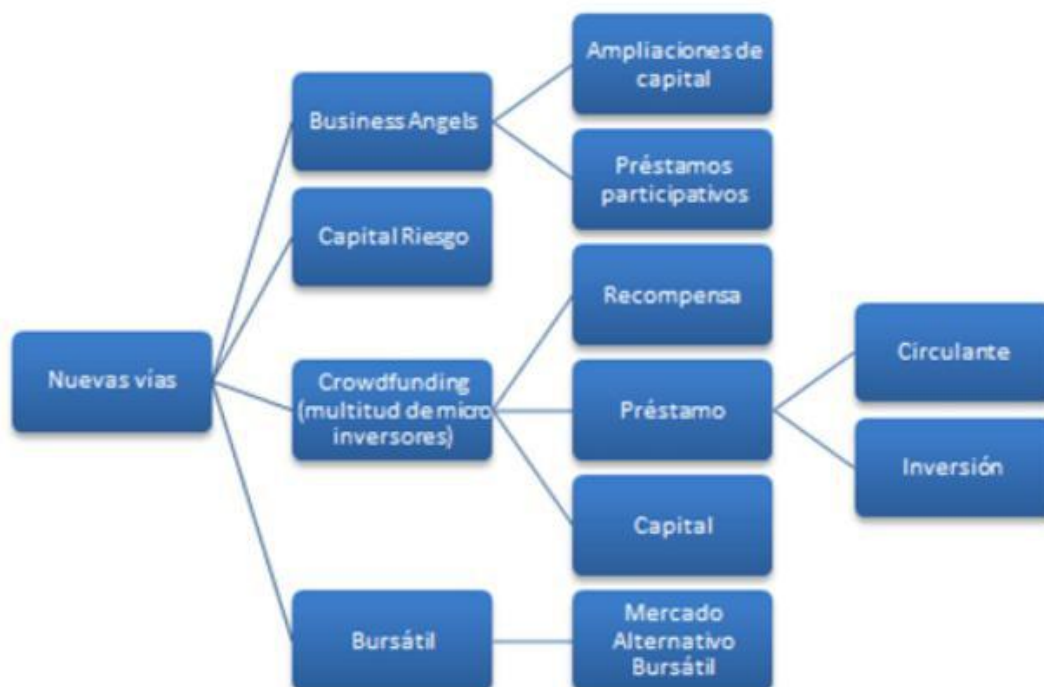 Nuevas vías
Business Angels
Ampliaciones de
capital
Préstamos
participativos
Capital Riesgo
Crowdfunding
(multitud de micro
inversores)
Recompensa
Préstamo
Circulante
Inversión
Capital
Bursátil
Mercado
Alternativo
Bursátil